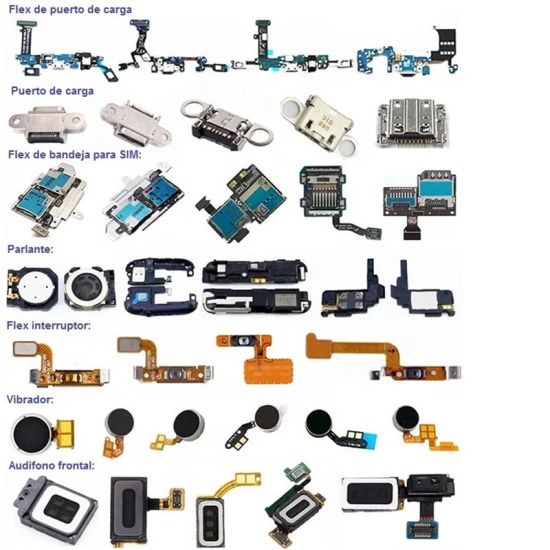 Flex de puerto de carga
Puerto de carga
Flex de bandeja para SIM:
Parlante:
Flex interruptor:
Vibrador:
Audifono frontal: